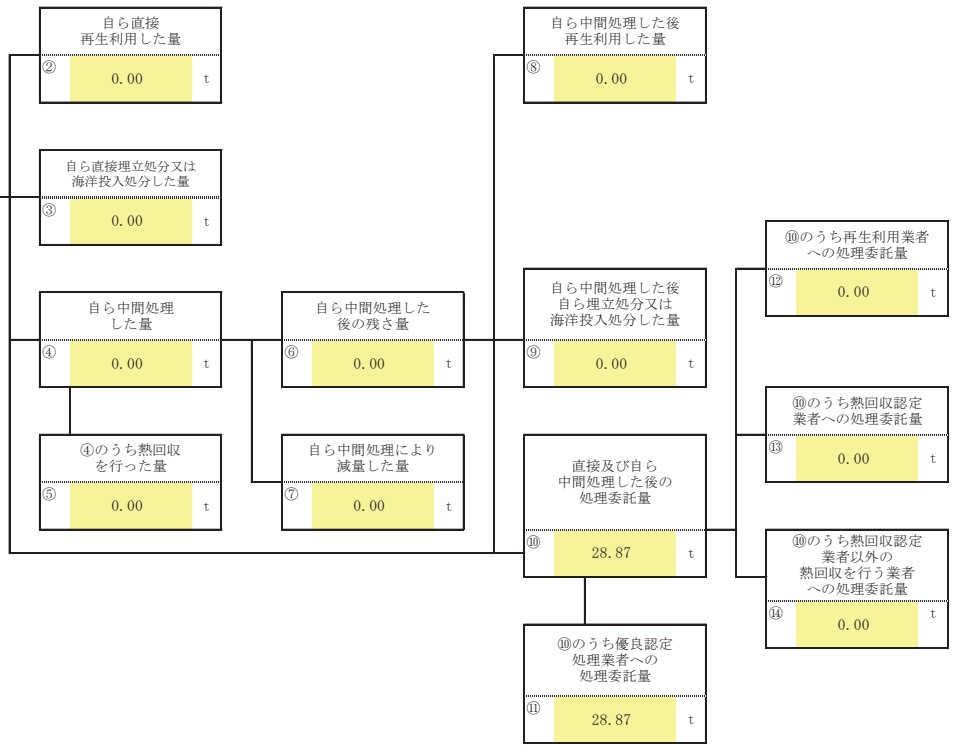 自ら直接
再生利用した量
② 0.00 t
自ら直接埋立処分又は
海洋投入処分した量
③ 0.00 t
自ら中間処理
した量
④ 0.00 t
④のうち熱回収
を行った量
⑤ 0.00 t
自ら中間処理した
後の残さ量
⑥ 0.00 t
自ら中間処理により
減量した量
⑦ 0.00 t
自ら中間処理した後
再生利用した量
⑧ 0.00 t
自ら中間処理した後
自ら埋立処分又は
海洋投入処分した量
⑨ 0.00 t
直接及び自ら
中間処理した後の
処理委託量
⑩ 28.87 t
⑩のうち優良認定
処理業者への
処理委託量
⑪ 28.87 t
⑩のうち再生利用業者
への処理委託量
⑫ 0.00 t
⑩のうち熱回収認定
業者への処理委託量
⑬ 0.00 t
⑩のうち熱回収認定
業者以外の
熱回収を行う業者
への処理委託量
⑭ 0.00 t